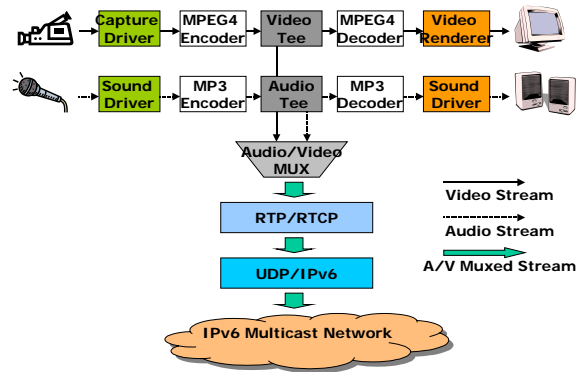 Capture
Driver
MPEG4
Encoder
Video
Tee
MPEG4
Decoder
Video
Renderer
Sound
Driver
MP3
Encoder
Audio
Tee
MP3
Decoder
Sound
Driver
Audio/Video
MUX
RTP/RTCP
UDP/IPv6
IPv6 Multicast Network
Video Stream
Audio Stream
A/V Muxed Stream